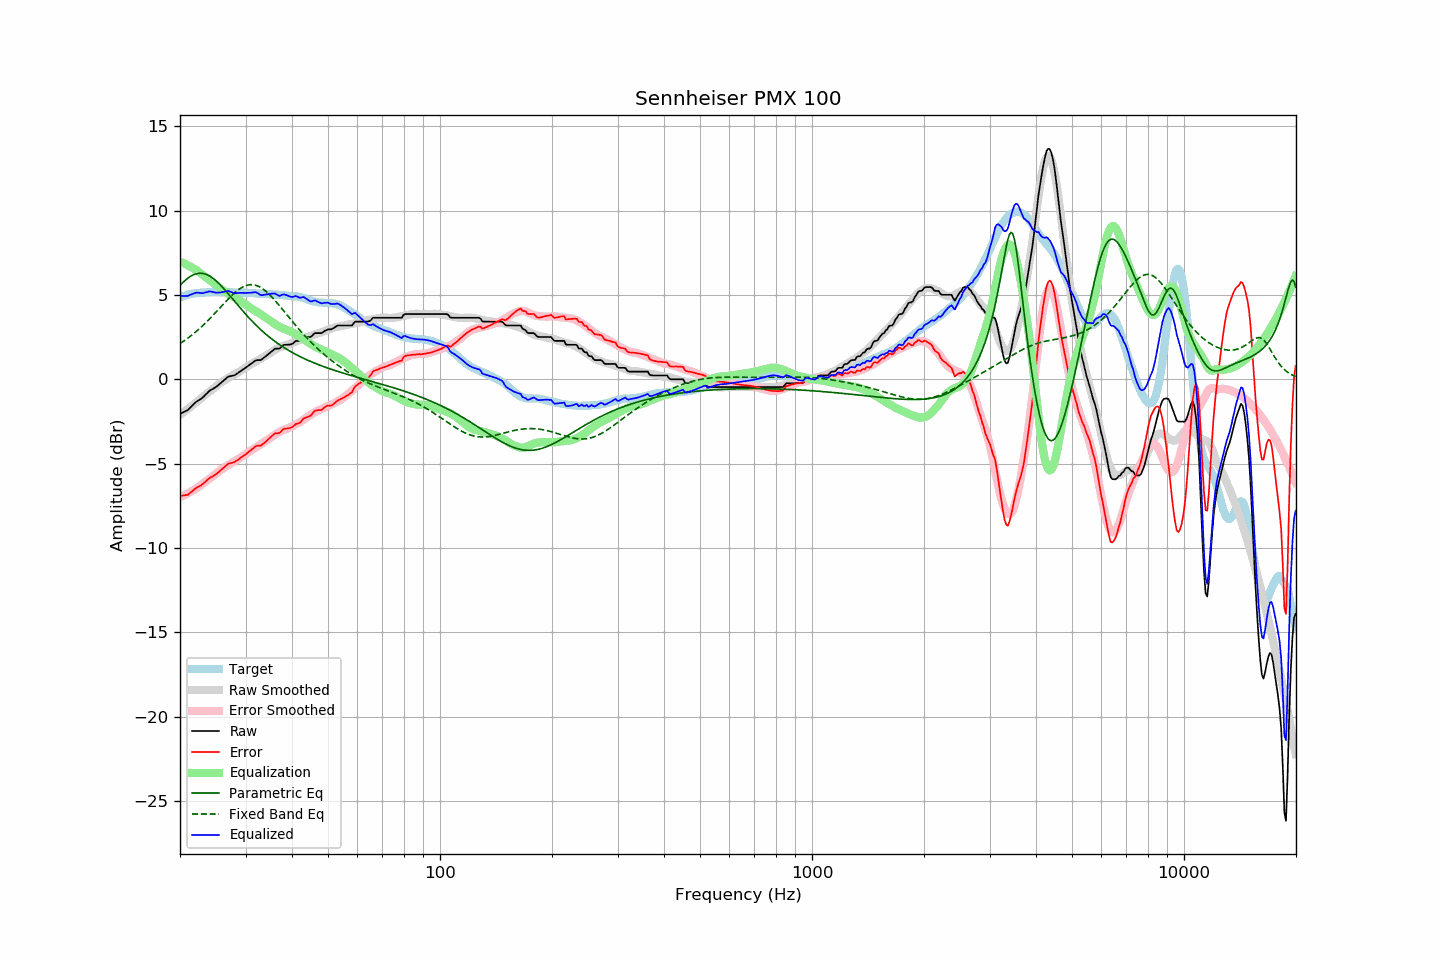 Sennheiser PMX 100
15
10
5
0
−5
−10
−15
−20
−25
Amplitude (dBr)
Target
Raw Smoothed
Error Smoothed
Raw
Error
Equalization
Parametric Eq
Fixed Band Eq
Equalized
100
1000
10000
Frequency (Hz)